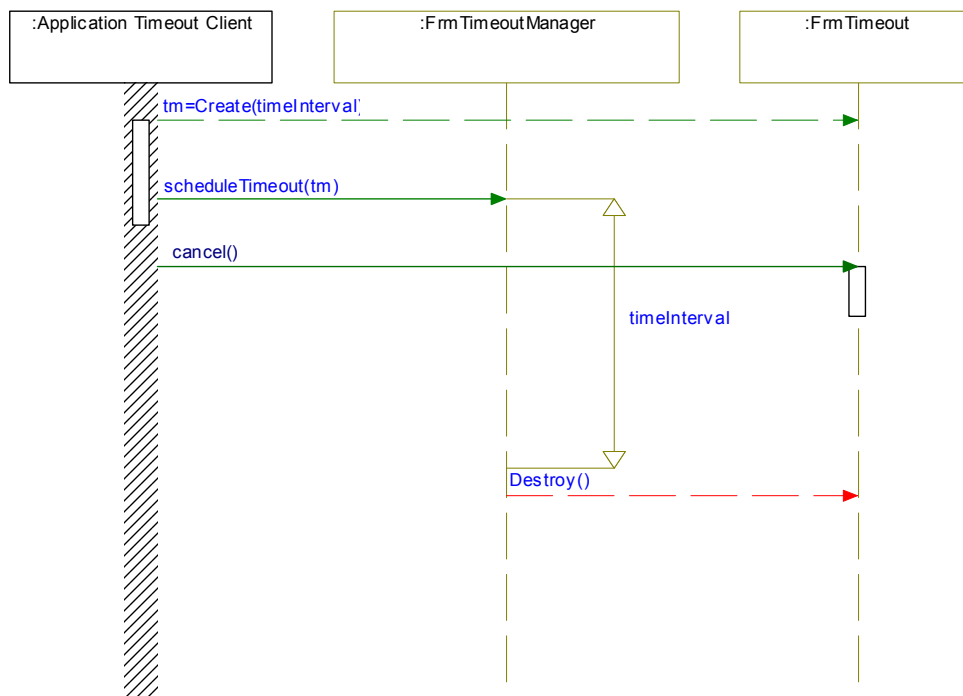 :Application Timeout Client
:FrmTimeoutManager
:FrmTimeout
tm=Create(timeInterval)
scheduleTimeout(tm)
cancel()
timeInterval
Destroy()